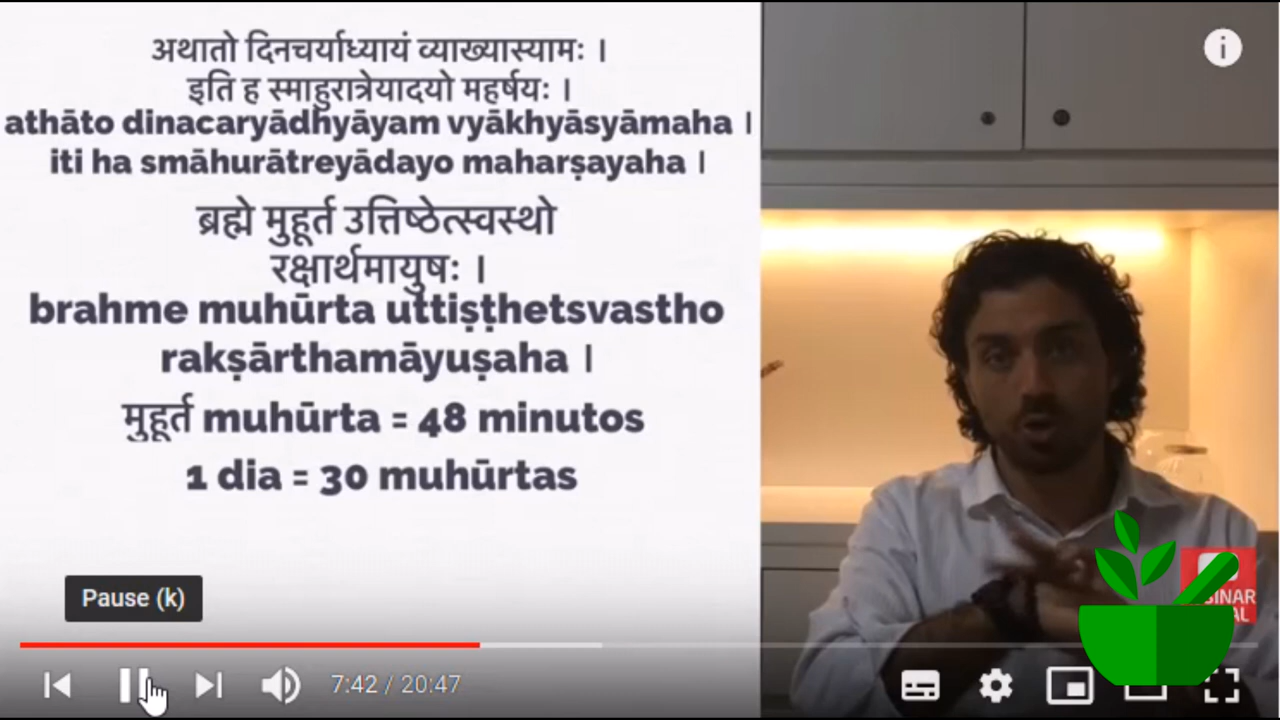 अथातो दिनचर्याध्यायं व्याख्यास्यामः ।
इति ह स्माहुरात्रेयादयो महर्षयः ।
athāto dinacaryādhyāyam vyākhyāsyāmaha ।
iti ha smāhurātreyādayo maharṣayaha ।
ब्रह्मे मुहूर्त उत्तिष्ठेत्स्वस्थो
रक्षार्थमायुषः ।
brahme muhūrta uttiṣṭhetsvastho
rakṣārthamāyuṣaha ।
मुहूर्त muhūrta = 48 minutos
1 dia = 30 muhūrtas
Pause (k)
7:42 / 20:47